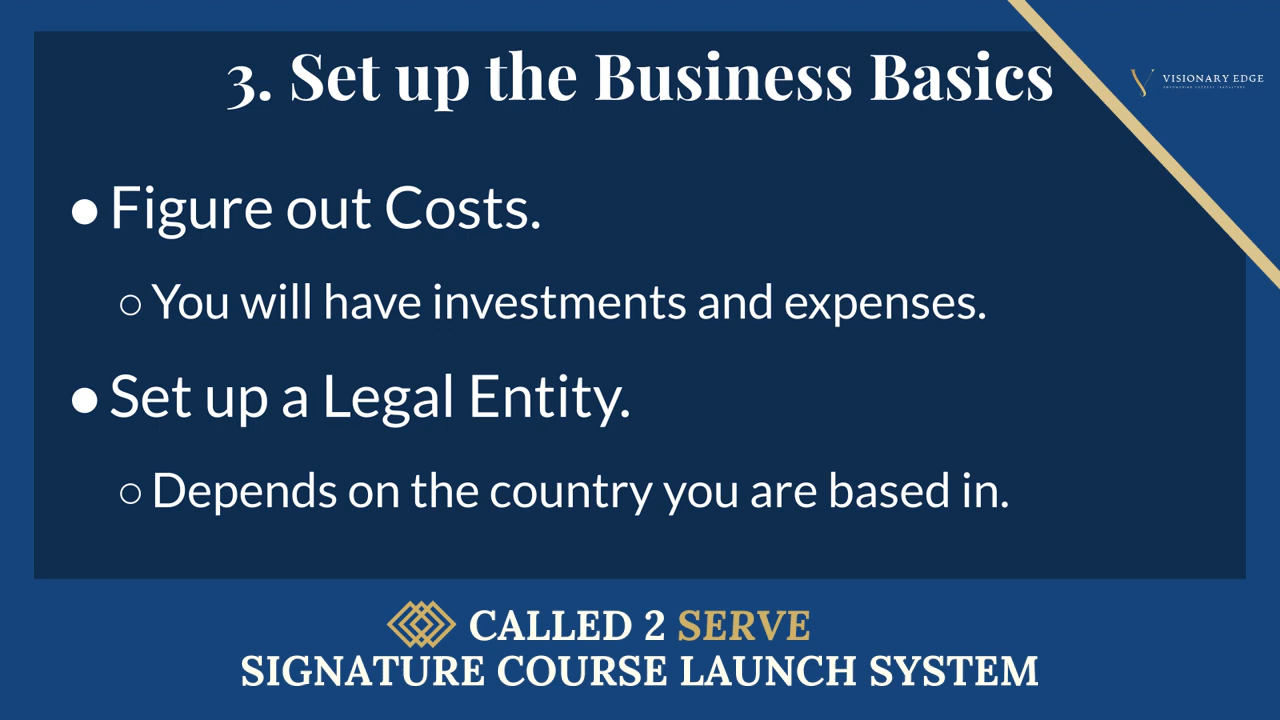 3. Set up the Business Basics
VISIONARY EDGE
● Figure out Costs.
○ You will have investments and expenses.
● Set up a Legal Entity.
○ Depends on the country you are based in.
CALLED 2 SERVE
SIGNATURE COURSE LAUNCH SYSTEM